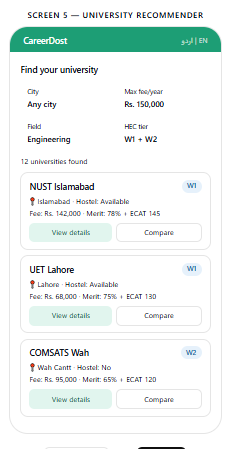 SCREEN 5 — UNIVERSITY RECOMMENDER
CareerDost
اردو | EN
Find your university
City
Max fee/year
Any city
Rs. 150,000
Field
HEC tier
Engineering
W1 + W2
12 universities found
NUST Islamabad
W1
Islamabad · Hostel: Available
Fee: Rs. 142,000 · Merit: 78% + ECAT 145
View details
Compare
UET Lahore
W1
Lahore · Hostel: Available
Fee: Rs. 68,000 · Merit: 75% + ECAT 130
View details
Compare
COMSATS Wah
W2
Wah Cantt · Hostel: No
Fee: Rs. 95,000 · Merit: 65% + ECAT 120
View details
Compare